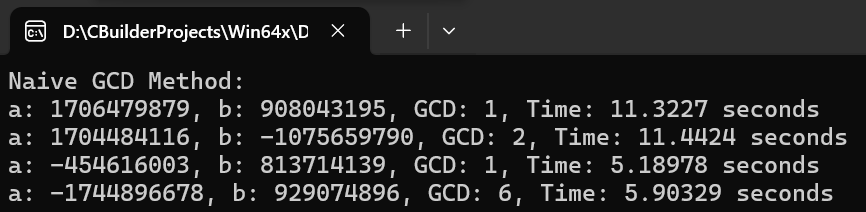 D:\CBuilderProjects\Win64x\D
Naive GCD Method:
a: 1706479879, b: 908043195, GCD: 1, Time: 11.3227 seconds
a: 1704484116, b: -1075659790, GCD: 2, Time: 11.4424 seconds
a: -454616003, b: 813714139, GCD: 1, Time: 5.18978 seconds
a: -1744896678, b: 929074896, GCD: 6, Time: 5.90329 seconds